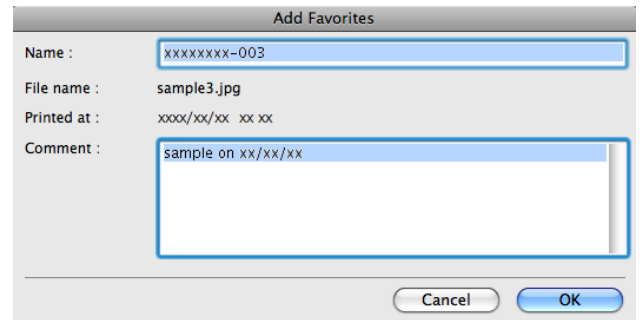 Add Favorites
Name : xxxxxxxx-003
File name : sample3.jpg
Printed at : xxxx/xx/xx xx xx
Comment : sample on xx/xx/xx
Cancel OK